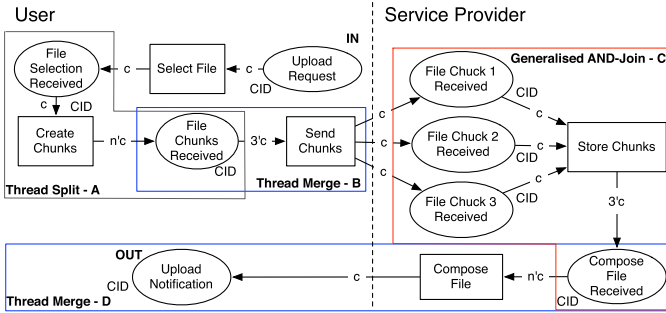 User
Service Provider
IN
Generalised AND-Join - C
File
Selection
Received
CID
c
Select File
c
Upload
Request
CID
File Chuck 1
Received
CID
c
c
c
CID
Create
Chunks
n'c
File
Chunks
Received
CID
3'c
Send
Chunks
c
File Chuck 2
Received
c
CID
Store Chunks
Thread Split - A
Thread Merge - B
c
File Chuck 3
Received
c
CID
3'c
OUT
CID
Upload
Notification
c
Compose
File
n'c
Compose
File
Received
CID
Thread Merge - D